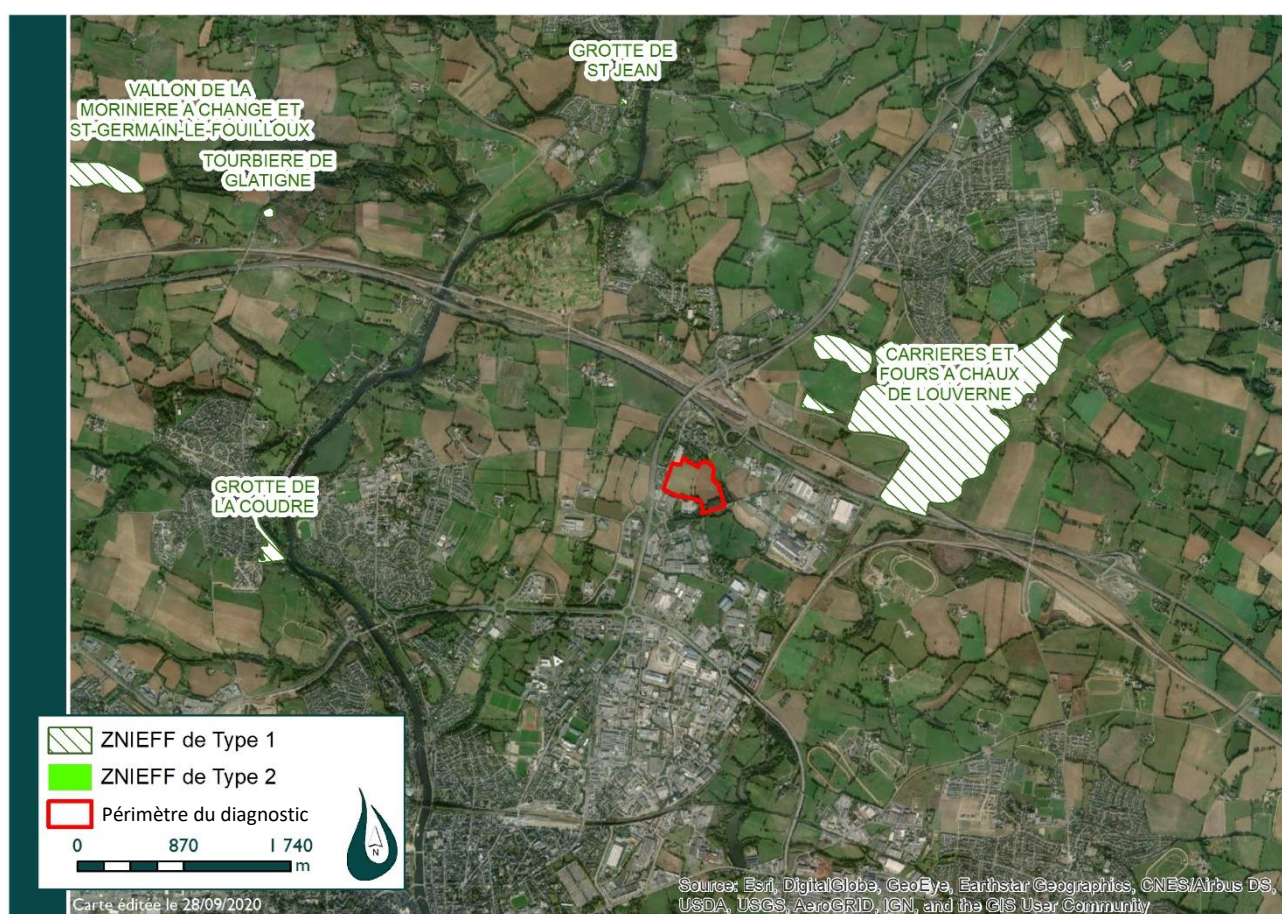 GROTTE DE
ST JEAN
VALLON DE LA
MORINIERE A CHANGE ET
ST-GERMAIN-LE-FOUILLOUX
TOURBIERE DE
GLATIGNE
CARRIERES ET
FOURS A CHAUX
DE LOUVERNE
GROTTE DE
LA COUDRE
ZNIEFF de Type 1
ZNIEFF de Type 2
Périmètre du diagnostic
0 870 1 740
m
N
Carte éditée le 28/09/2020
Source: Esri, DigitalGlobe, GeoEye, Earthstar Geographics, CNES/Airbus DS,
USDA, USGS, AeroGRID, IGN, and the GIS User Community